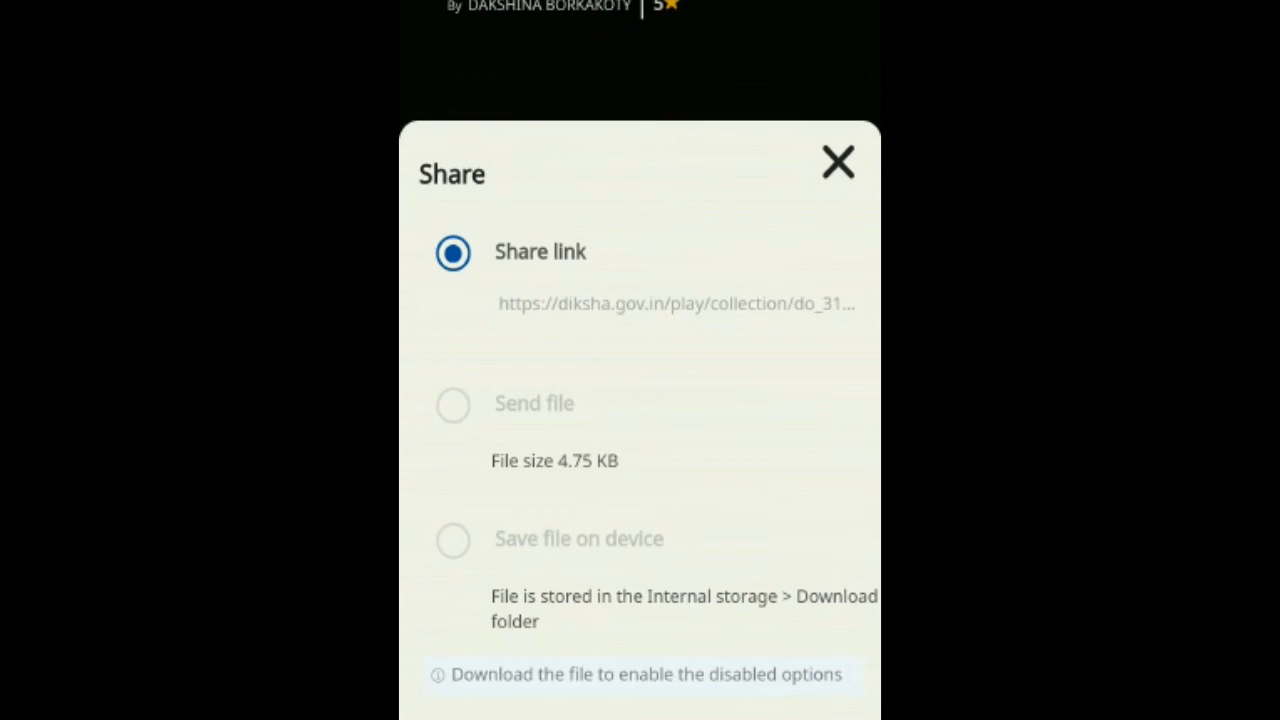 By DAKSHINA BORKAKOTY | 5★
Share
Share link
https://diksha.gov.in/play/collection/do_31...
Send file
File size 4.75 KB
Save file on device
File is stored in the Internal storage > Download
folder
ⓘ Download the file to enable the disabled options